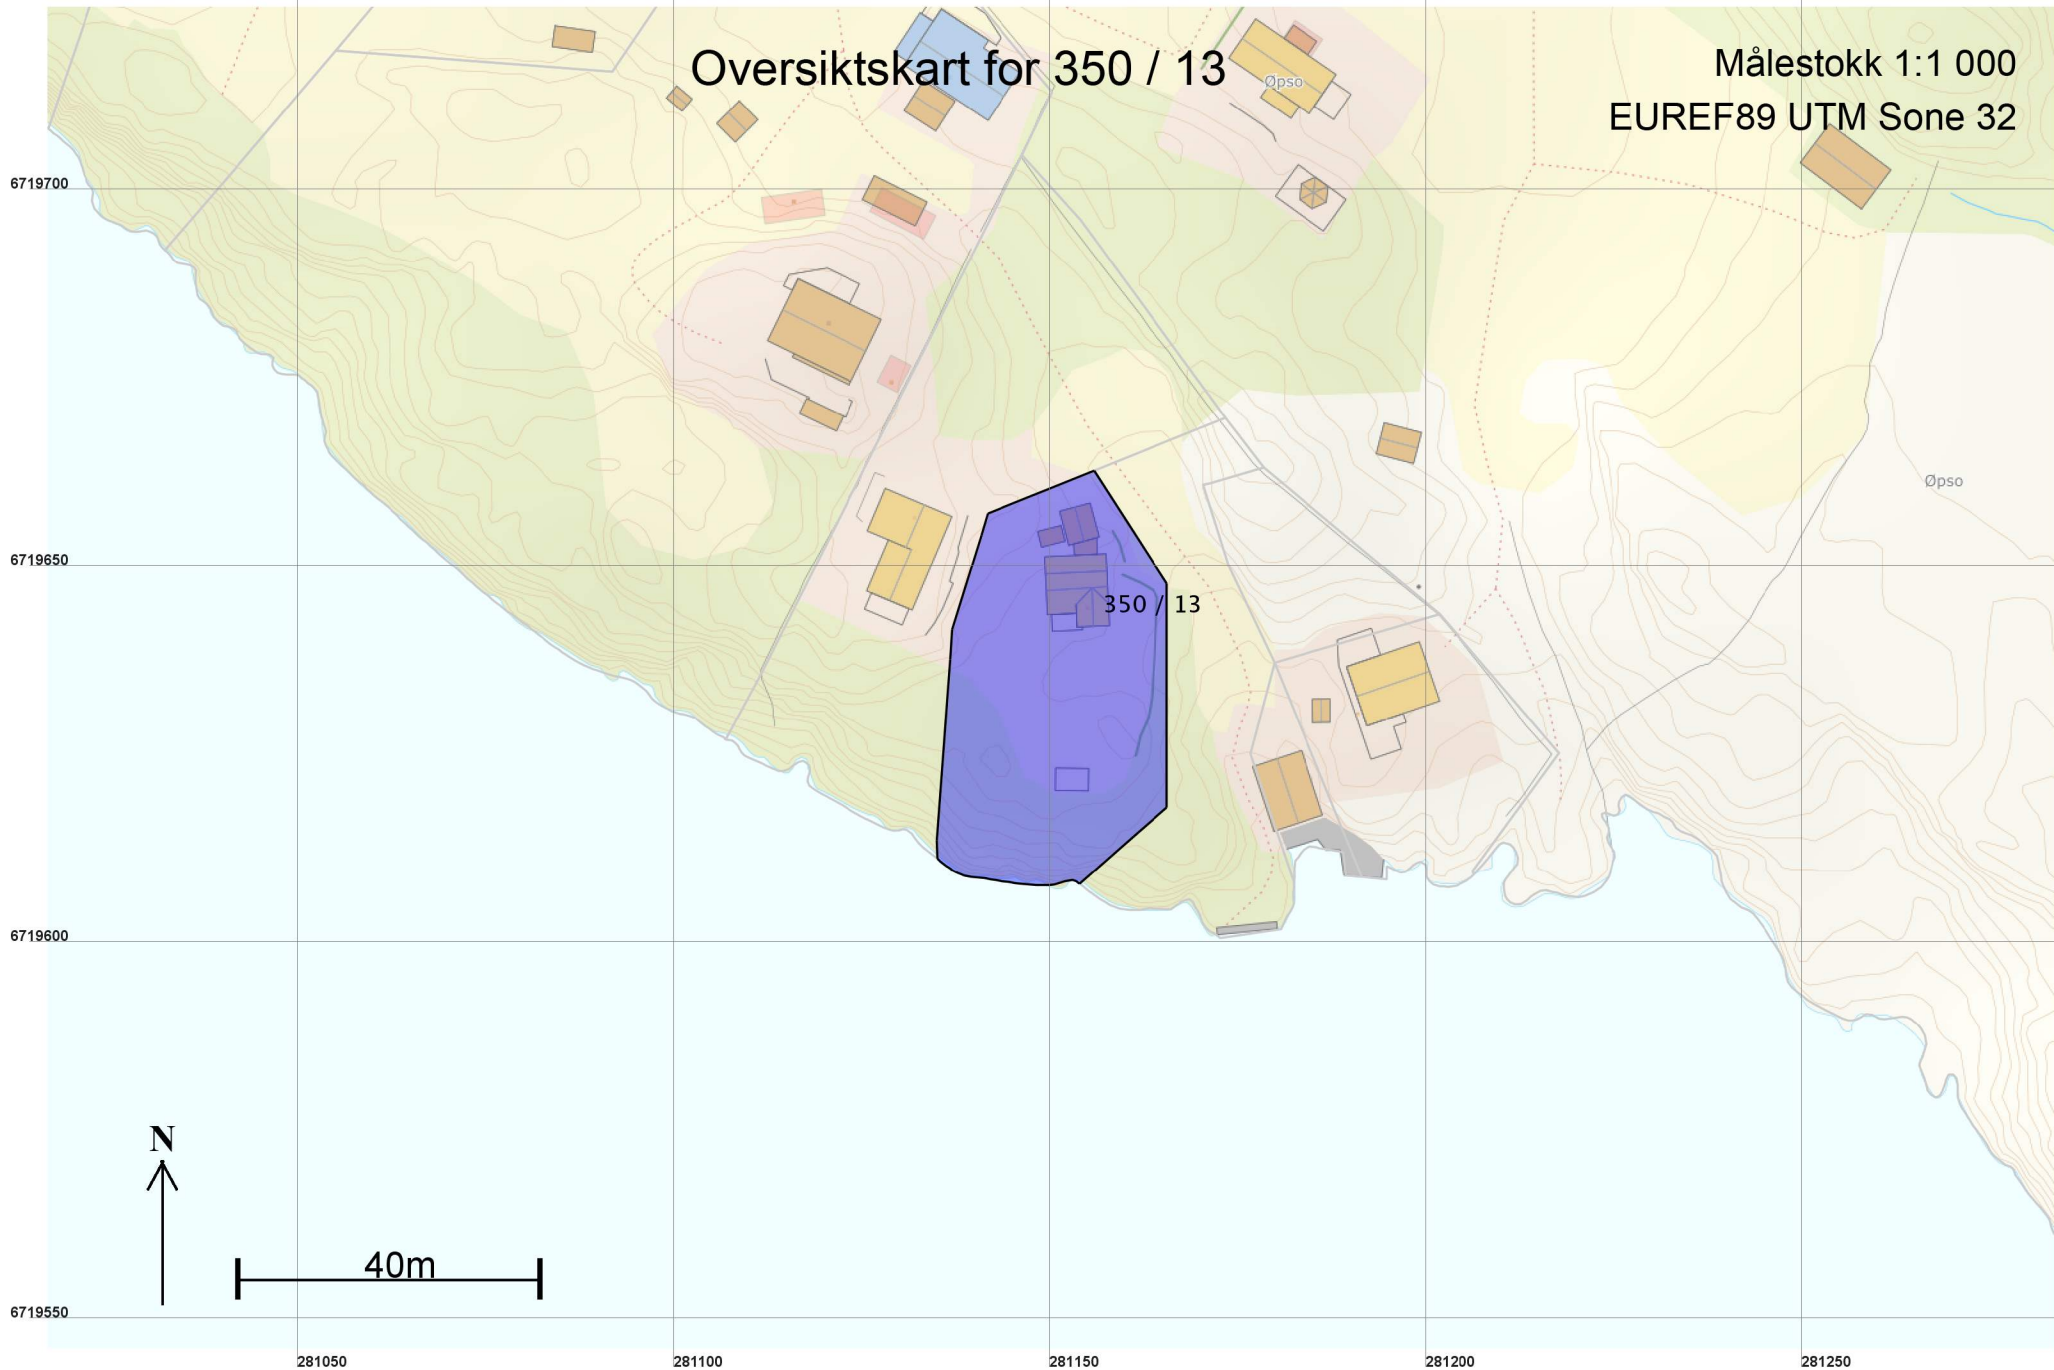 Oversiktskart for 350 / 13
Målestokk 1:1 000
EUREF89 UTM Sone 32
Øpso
6719700
Øpso
6719650
350 / 13
6719600
N
40m
6719550
281050
281100
281150
281200
281250